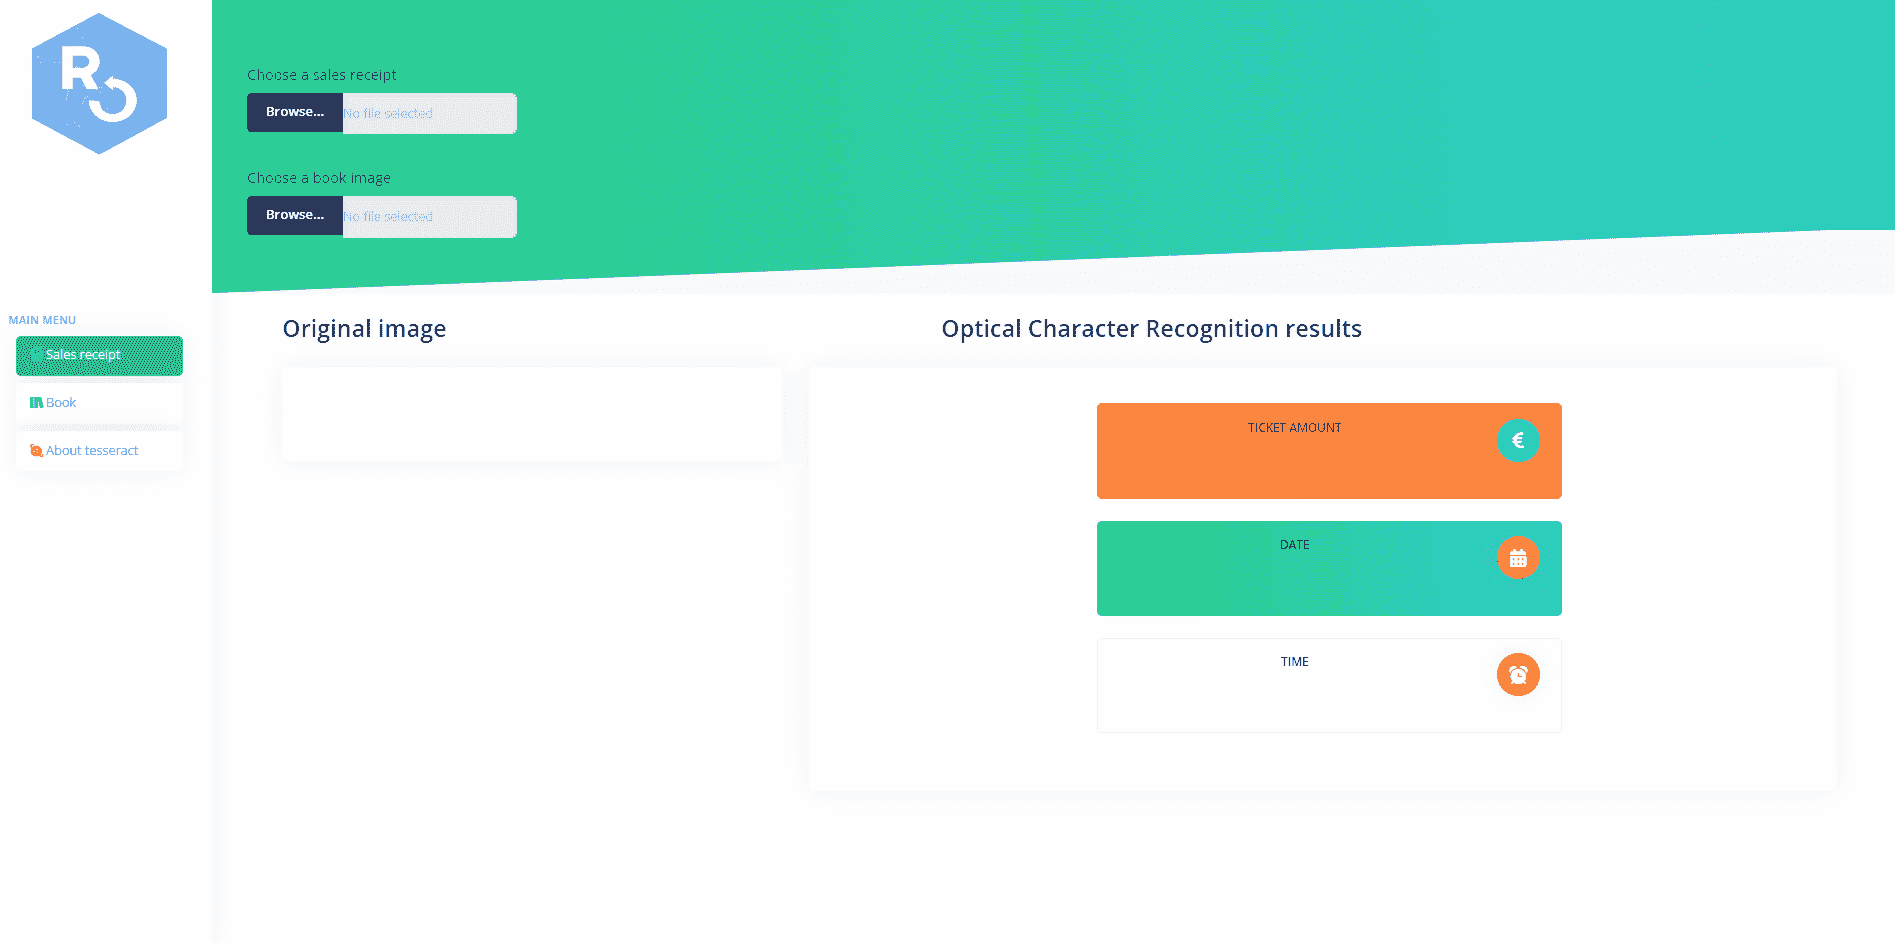 R
Choose a sales receipt
Browse...
No file selected
Choose a book image
Browse...
No file selected
MAIN MENU
Sales receipt
Book
About tesseract
Original image
Optical Character Recognition results
TICKET AMOUNT
€
DATE
TIME